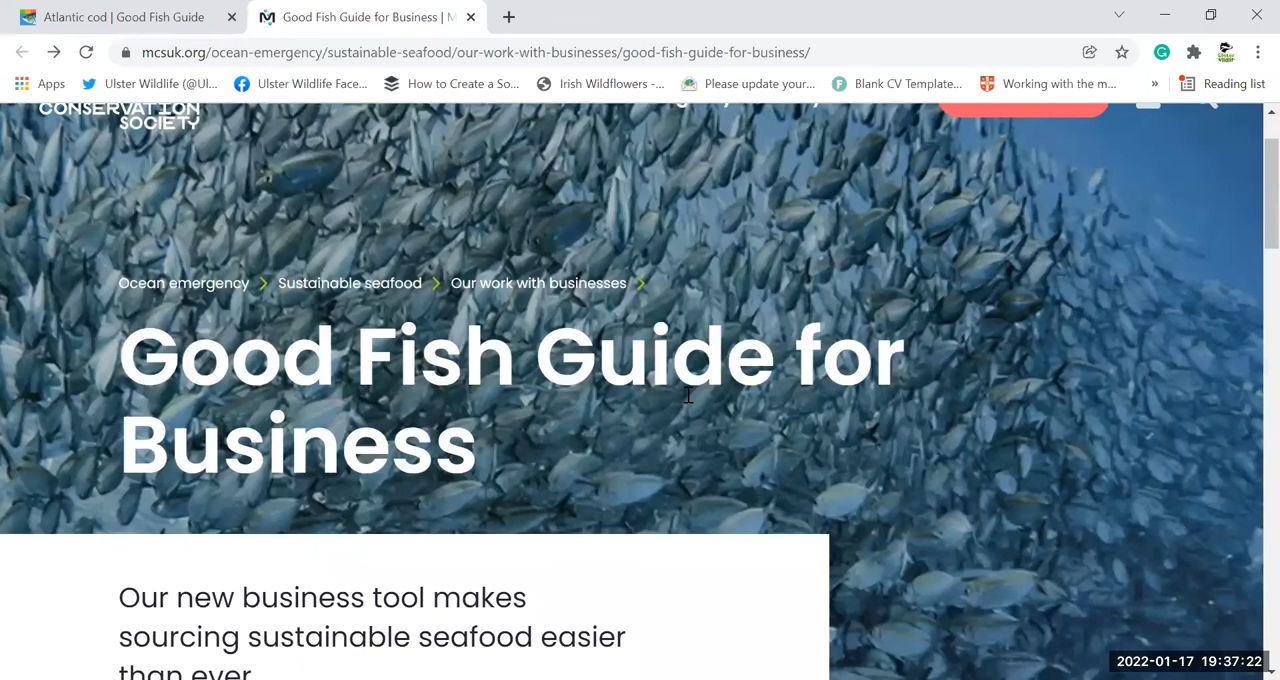 Atlantic cod | Good Fish Guide
Good Fish Guide for Business | M
mcsuk.org/ocean-emergency/sustainable-seafood/our-work-with-businesses/good-fish-guide-for-business/
Apps Ulster Wildlife (@Ul... Ulster Wildlife Face... How to Create a So... Irish Wildflowers -... Please update your... Blank CV Template... Working with the m... » Reading list
CONSERVATION
SOCIETY
Ocean emergency > Sustainable seafood > Our work with businesses >
Good Fish Guide for
Business
Our new business tool makes
sourcing sustainable seafood easier
than ever
2022-01-17 19:37:22